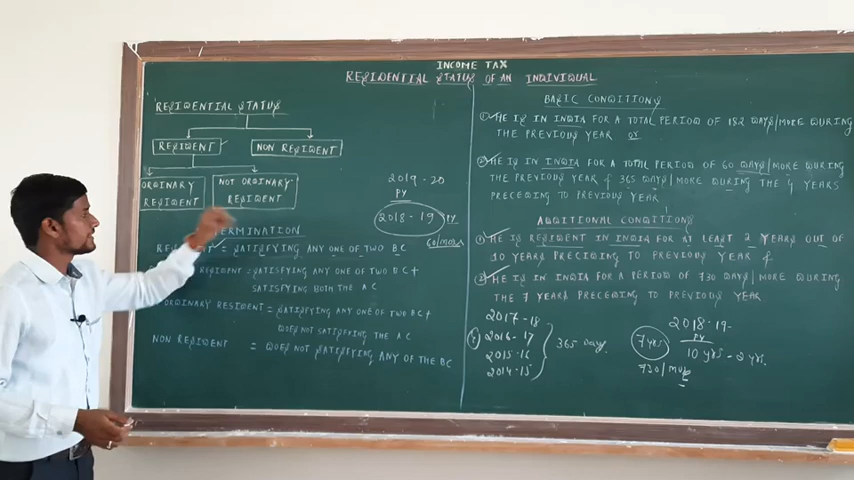 INCOME TAX
RESIDENTIAL STATUS OF AN INDIVIDUAL
RESIDENTIAL STATUS
RESIDENT
NON RESIDENT
ORDINARY
RESIDENT
NOT ORDINARY
RESIDENT
TERMINATION
= SATISFYING ANY ONE OF TWO BC
RESIDENT = SATISFYING ANY ONE OF TWO BC +
SATISFYING BOTH THE A C
ORDINARY RESIDENT = SATISFYING ANY ONE OF TWO BC +
DOES NOT SATISFYING THE A C
NON RESIDENT = DOES NOT SATISFYING ANY OF THE BC
2019-20
PY
2018-19 PY
BASIC CONDITIONS
① HE IS IN INDIA FOR A TOTAL PERIOD OF 182 DAYS/MORE DURING
THE PREVIOUS YEAR OR
② HE IS IN INDIA FOR A TOTAL PERIOD OF 60 DAYS/MORE DURING
THE PREVIOUS YEAR & 365 DAYS/MORE DURING THE 4 YEARS
PRECEDING TO PREVIOUS YEAR
ADDITIONAL CONDITIONS
① HE IS RESIDENT IN INDIA FOR AT LEAST 2 YEARS OUT OF
10 YEARS PRECEDING TO PREVIOUS YEAR &
② HE IS IN INDIA FOR A PERIOD OF 730 DAYS/MORE DURING
THE 7 YEARS PRECEDING TO PREVIOUS YEAR
2017-18
2016-17
2015-16
2014-15
365 days
2018-19-
PY
7 yrs
10 yrs - 2 yrs.
730/more